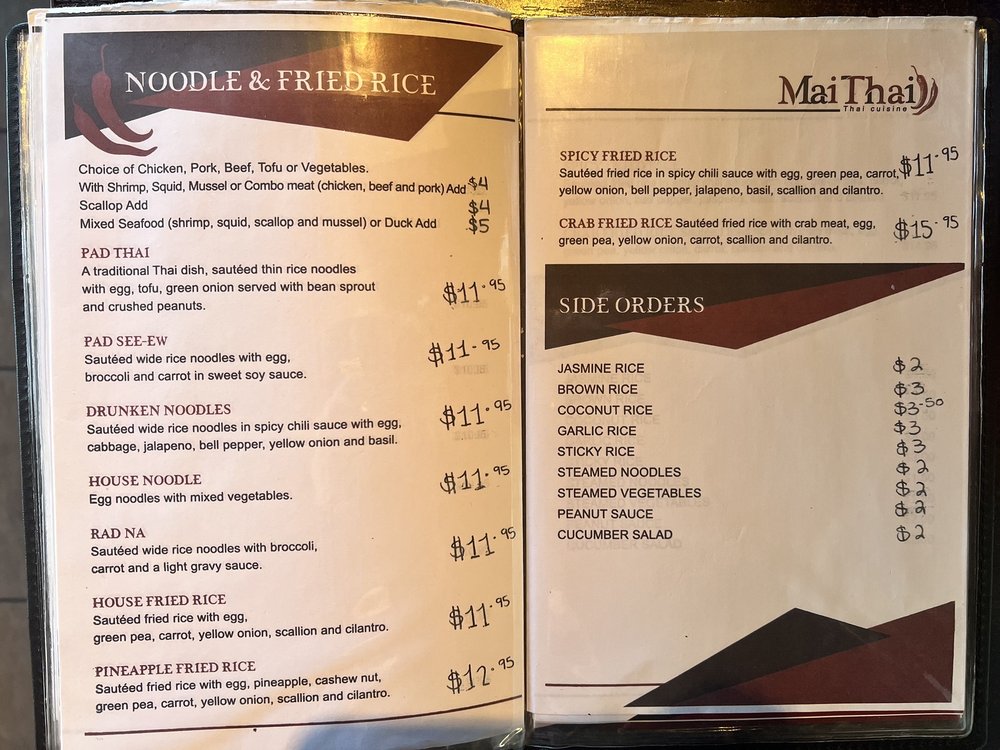 NOODLE & FRIED RICE
Choice of Chicken, Pork, Beef, Tofu or Vegetables.
With Shrimp, Squid, Mussel or Combo meat (chicken, beef and pork) Add $4
Scallop Add $4
Mixed Seafood (shrimp, squid, scallop and mussel) or Duck Add $5
PAD THAI
A traditional Thai dish, sautéed thin rice noodles
with egg, tofu, green onion served with bean sprout $11.95
and crushed peanuts.
PAD SEE-EW
Sautéed wide rice noodles with egg, $11-95
broccoli and carrot in sweet soy sauce.
DRUNKEN NOODLES
Sautéed wide rice noodles in spicy chili sauce with egg, $11.95
cabbage, jalapeno, bell pepper, yellow onion and basil.
HOUSE NOODLE $11.95
Egg noodles with mixed vegetables.
RAD NA
Sautéed wide rice noodles with broccoli, $11.95
carrot and a light gravy sauce.
HOUSE FRIED RICE
Sautéed fried rice with egg, $11.95
green pea, carrot, yellow onion, scallion and cilantro.
PINEAPPLE FRIED RICE
Sautéed fried rice with egg, pineapple, cashew nut, $12.95
green pea, carrot, yellow onion, scallion and cilantro.
Mai Thai
Thai cuisine
SPICY FRIED RICE
Sautéed fried rice in spicy chili sauce with egg, green pea, carrot, $11.95
yellow onion, bell pepper, jalapeno, basil, scallion and cilantro.
CRAB FRIED RICE Sautéed fried rice with crab meat, egg, $15.95
green pea, yellow onion, carrot, scallion and cilantro.
SIDE ORDERS
JASMINE RICE $2
BROWN RICE $3
COCONUT RICE $3-50
GARLIC RICE $3
STICKY RICE $3
STEAMED NOODLES $2
STEAMED VEGETABLES $2
PEANUT SAUCE $2
CUCUMBER SALAD $2